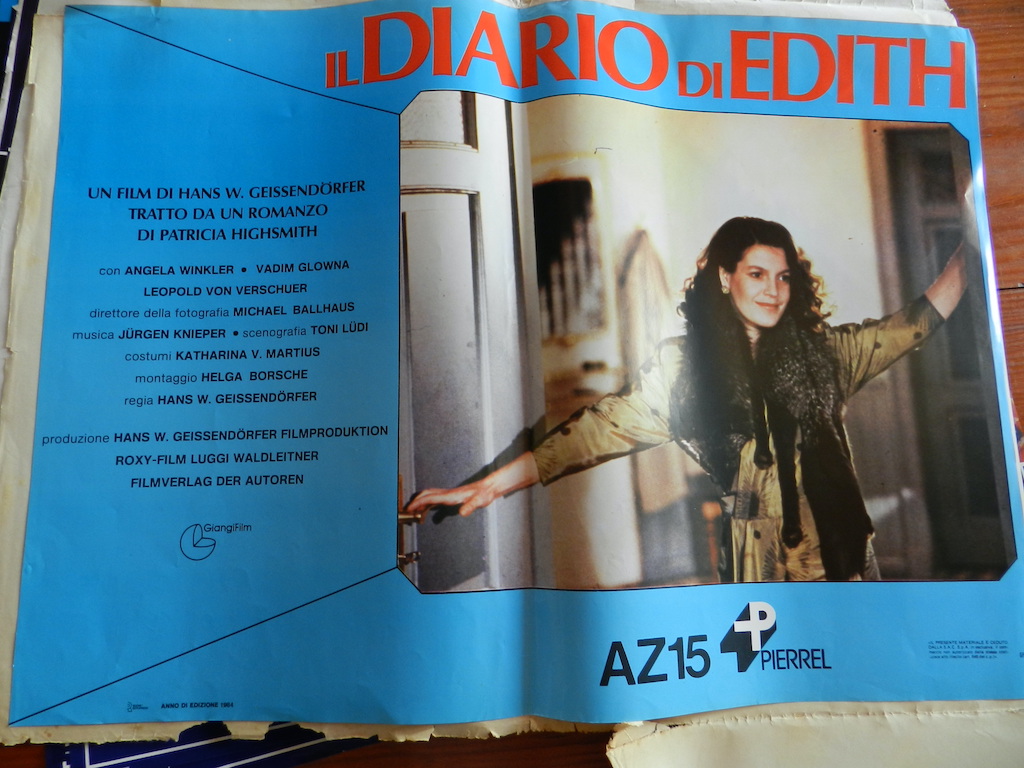 IL DIARIO DI EDITH
UN FILM DI HANS W. GEISSENDÖRFER
TRATTO DA UN ROMANZO
DI PATRICIA HIGHSMITH
con ANGELA WINKLER • VADIM GLOWNA
LEOPOLD VON VERSCHUER
direttore della fotografia MICHAEL BALLHAUS
musica JÜRGEN KNIEPER • scenografia TONI LÜDI
costumi KATHARINA V. MARTIUS
montaggio HELGA BORSCHE
regia HANS W. GEISSENDÖRFER
produzione HANS W. GEISSENDÖRFER FILMPRODUKTION
ROXY-FILM LUGGI WALDLEITNER
FILMVERLAG DER AUTOREN
GiangiFilm
AZ15 P PIERREL
ANNO DI EDIZIONE 1984